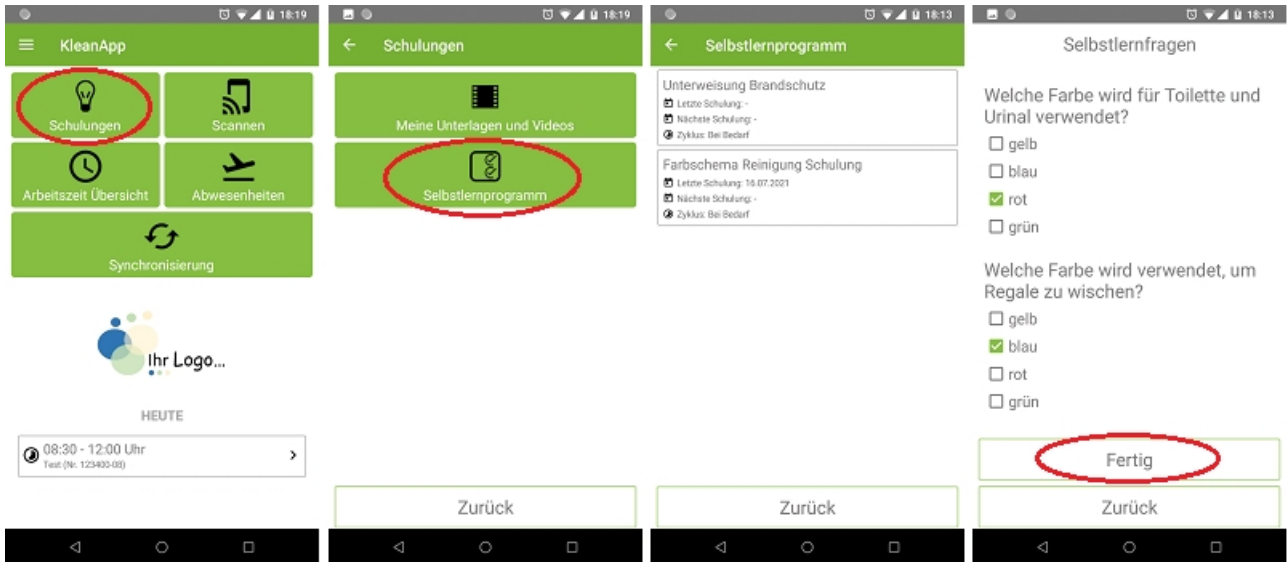 18:19
KleanApp
Schulungen
Scannen
Arbeitszeit Übersicht
Abwesenheiten
Synchronisierung
Ihr Logo...
HEUTE
08:30 - 12:00 Uhr
Test (Nr. 123400-08)
18:19
Schulungen
Meine Unterlagen und Videos
Selbstlernprogramm
Zurück
18:13
Selbstlernprogramm
Unterweisung Brandschutz
Letzte Schulung: -
Nächste Schulung: -
Zyklus: Bei Bedarf
Farbschema Reinigung Schulung
Letzte Schulung: 16.07.2021
Nächste Schulung: -
Zyklus: Bei Bedarf
Zurück
18:13
Selbstlernfragen
Welche Farbe wird für Toilette und
Urinal verwendet?
gelb
blau
rot
grün
Welche Farbe wird verwendet, um
Regale zu wischen?
gelb
blau
rot
grün
Fertig
Zurück